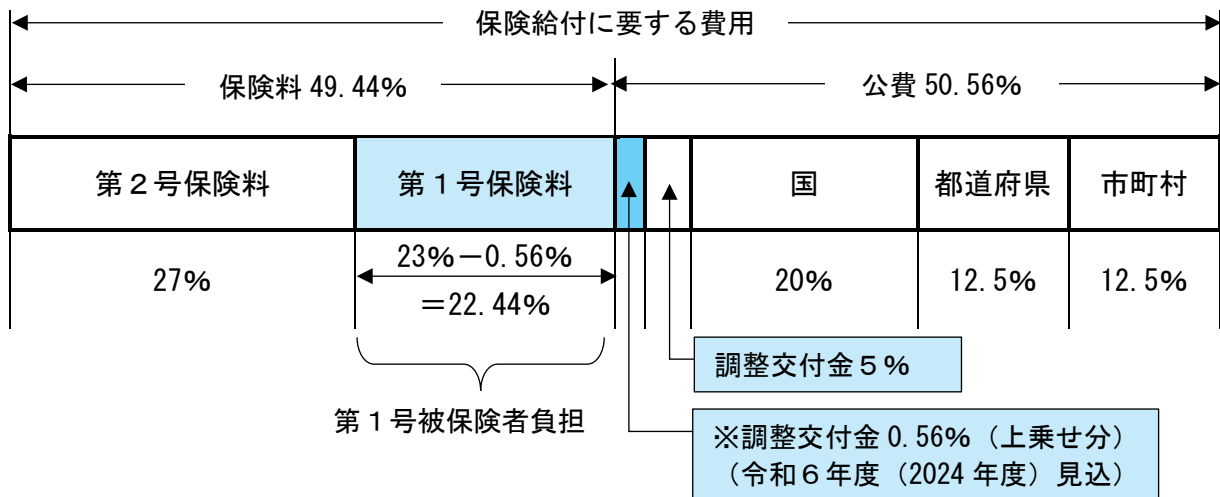 保険給付に要する費用
保険料 49.44%
公費 50.56%
第2号保険料
第1号保険料
国
都道府県
市町村
27%
23%－0.56%
＝22.44%
20%
12.5%
12.5%
調整交付金5%
第1号被保険者負担
※調整交付金 0.56%（上乗せ分）
（令和6年度（2024 年度）見込）